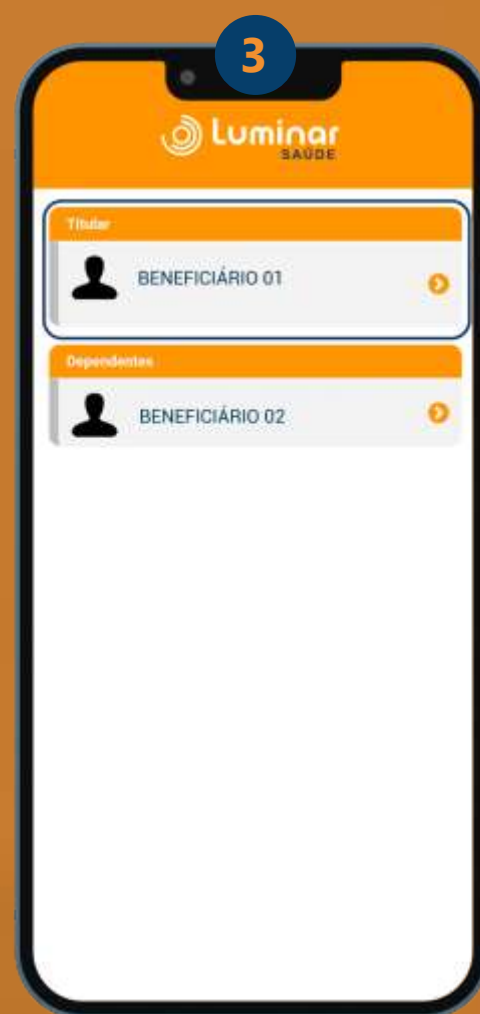 3
Luminar
SAÚDE
Titular
BENEFICIÁRIO 01
Dependentes
BENEFICIÁRIO 02